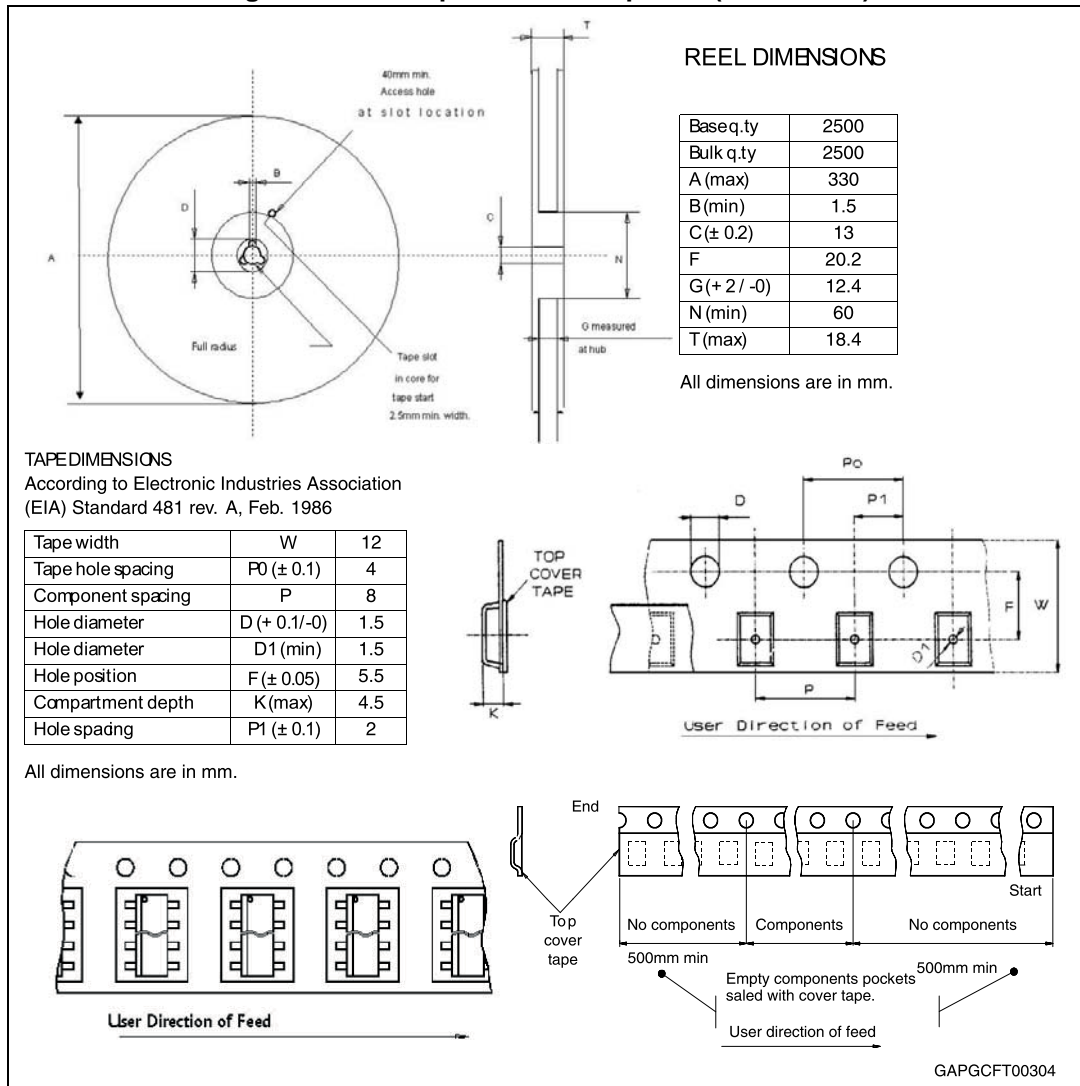 T
REEL DIMENSIONS
40mm min.
Access hole
at slot location
Base q.ty 2500
Bulk q.ty 2500
A (max) 330
B (min) 1.5
C (± 0.2) 13
F 20.2
G (+ 2 / -0) 12.4
N (min) 60
T (max) 18.4
All dimensions are in mm.
B
D
C
A
N
Full radius
G measured
at hub
Tape slot
in core for
tape start
2.5mm min. width.
TAPE DIMENSIONS
According to Electronic Industries Association
(EIA) Standard 481 rev. A, Feb. 1986
Tape width W 12
Tape hole spacing P0 (± 0.1) 4
Component spacing P 8
Hole diameter D (+ 0.1/-0) 1.5
Hole diameter D1 (min) 1.5
Hole position F (± 0.05) 5.5
Compartment depth K (max) 4.5
Hole spacing P1 (± 0.1) 2
All dimensions are in mm.
Po
D
P1
TOP
COVER
TAPE
F
W
D1
P
K
User Direction of Feed
User Direction of Feed
End
Start
Top
cover
tape
No components
Components
No components
500mm min
500mm min
Empty components pockets
saled with cover tape.
User direction of feed
GAPGCFT00304